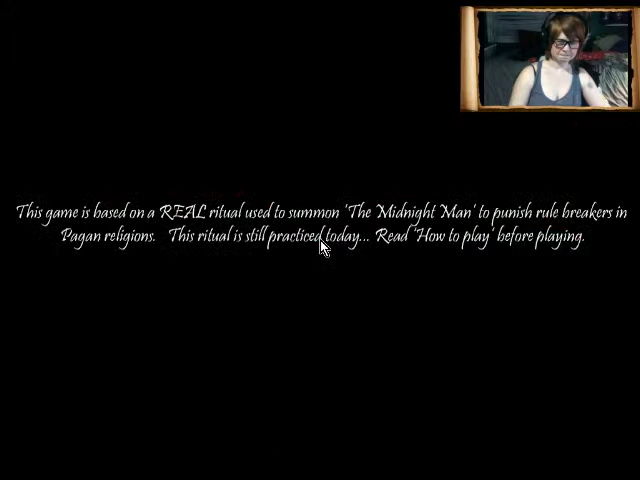 This game is based on a REAL ritual used to summon 'The Midnight Man' to punish rule breakers in
Pagan religions. This ritual is still practiced today... Read 'How to play' before playing.